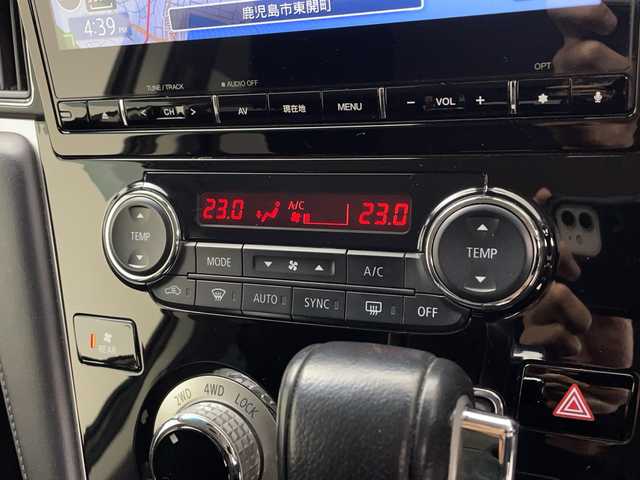 4:39 PM
鹿児島市東開町
TUNE / TRACK
AUDIO OFF
OPT
< CH >
AV
現在地
MENU
− VOL +
23.0
A/C
23.0
TEMP
TEMP
MODE
A/C
AUTO
SYNC
OFF
REAR
2WD
4WD
LOCK